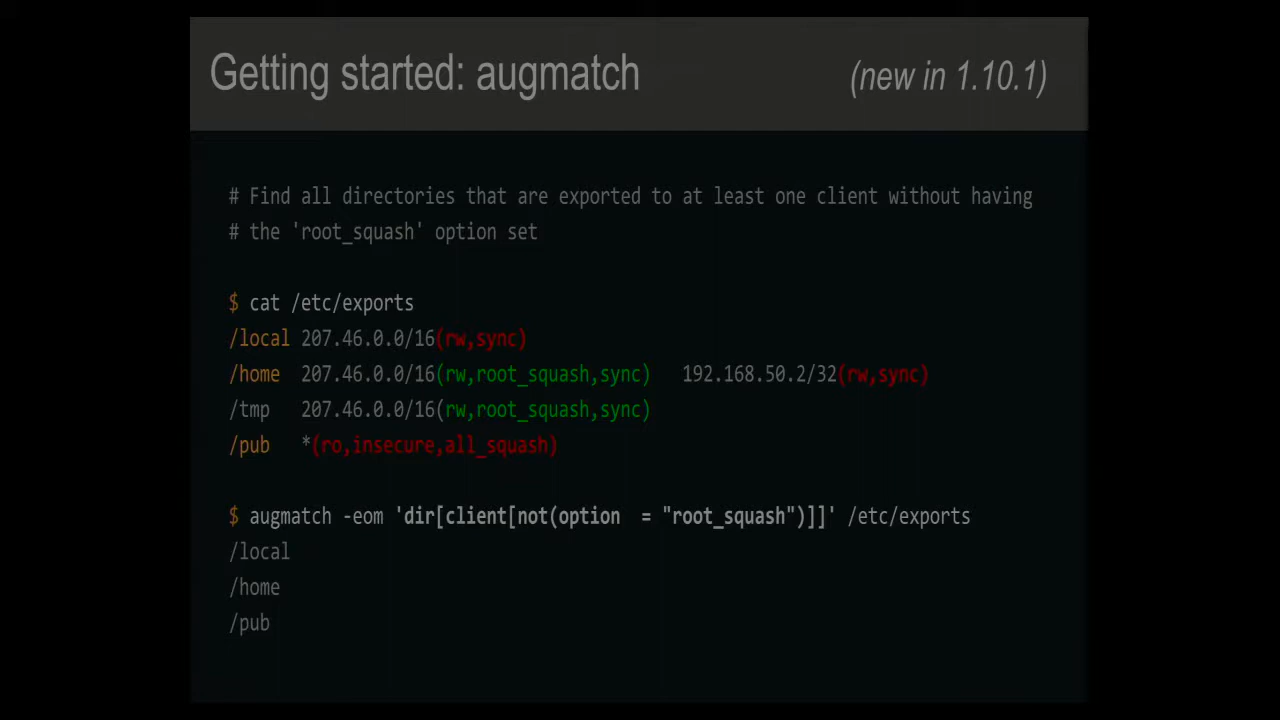 Getting started: augmatch (new in 1.10.1)
# Find all directories that are exported to at least one client without having
# the 'root_squash' option set
$ cat /etc/exports
/local 207.46.0.0/16(rw,sync)
/home 207.46.0.0/16(rw,root_squash,sync) 192.168.50.2/32(rw,sync)
/tmp 207.46.0.0/16(rw,root_squash,sync)
/pub *(ro,insecure,all_squash)
$ augmatch -eom 'dir[client[not(option = "root_squash")]]' /etc/exports
/local
/home
/pub